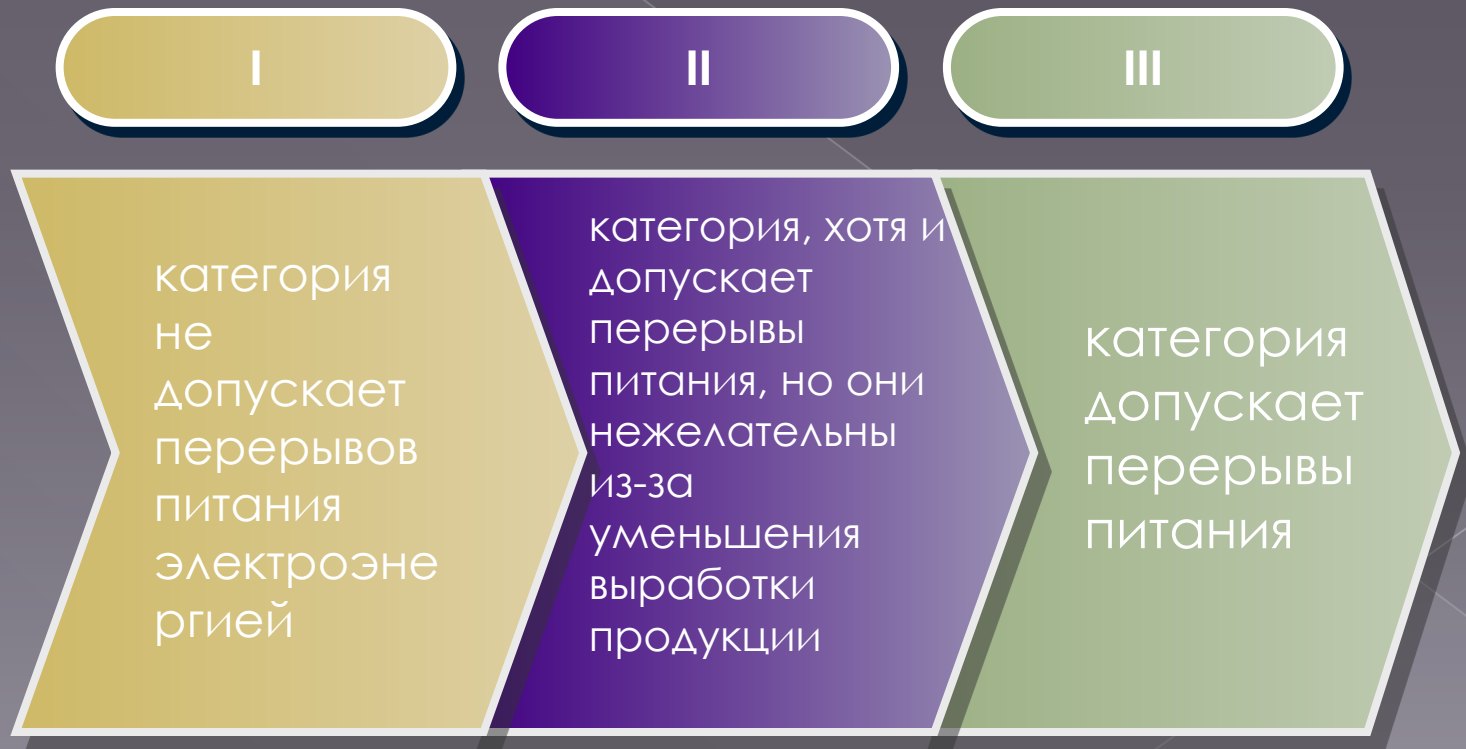 I
II
III
категория
не
допускает
перерывов
питания
электроэне
ргией
категория, хотя и
допускает
перерывы
питания, но они
нежелательны
из-за
уменьшения
выработки
продукции
категория
допускает
перерывы
питания